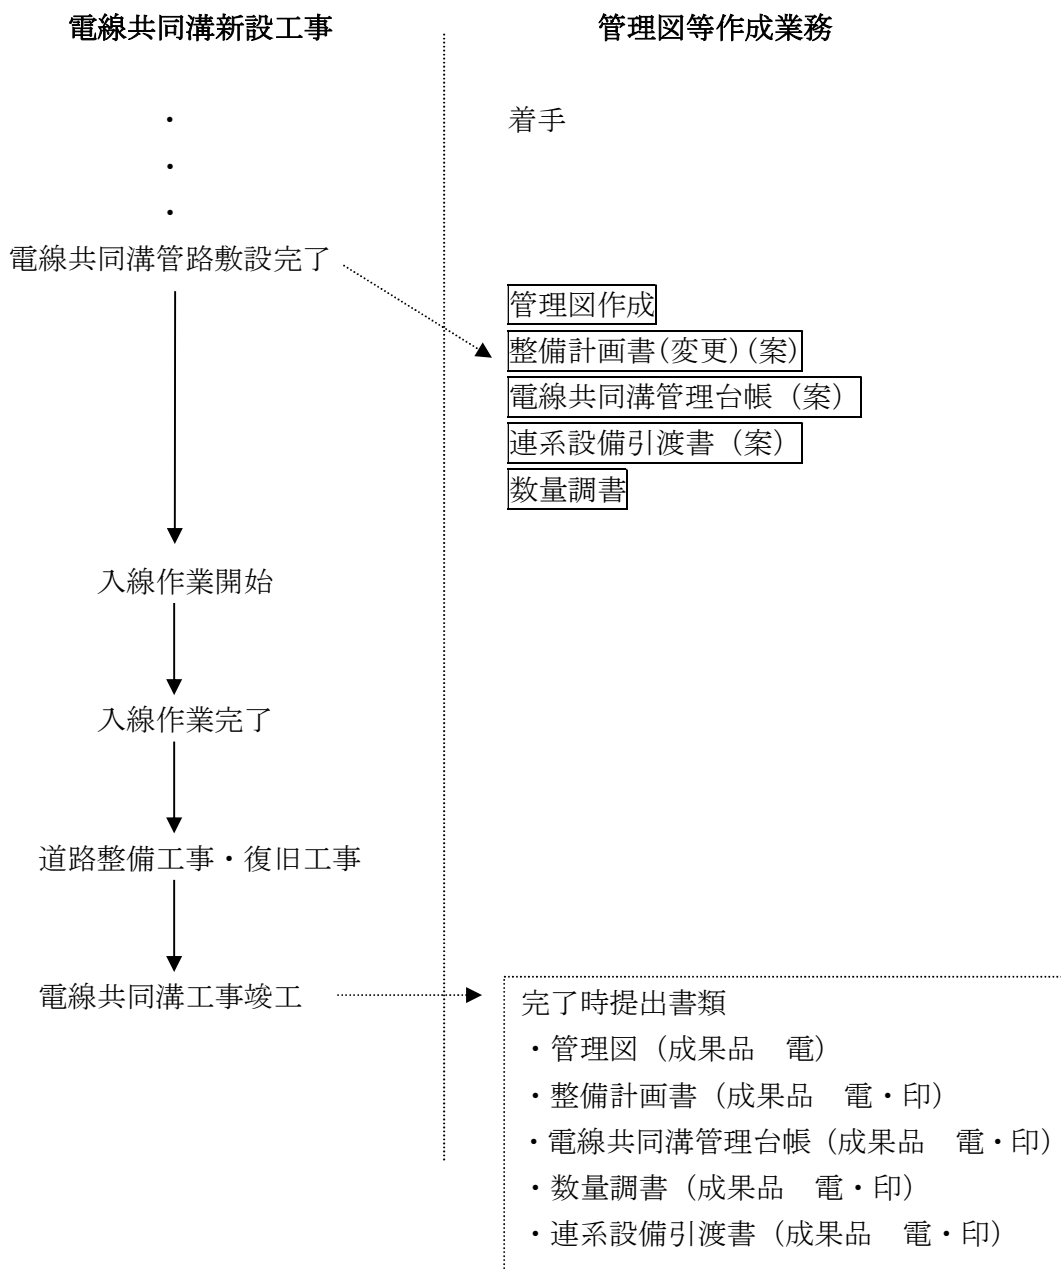 電線共同溝新設工事
管理図等作成業務
・
着手
・
・
電線共同溝管路敷設完了
管理図作成
整備計画書(変更)(案)
電線共同溝管理台帳（案）
連系設備引渡書（案）
数量調書
入線作業開始
入線作業完了
道路整備工事・復旧工事
電線共同溝工事竣工
完了時提出書類
・管理図（成果品　電）
・整備計画書（成果品　電・印）
・電線共同溝管理台帳（成果品　電・印）
・数量調書（成果品　電・印）
・連系設備引渡書（成果品　電・印）